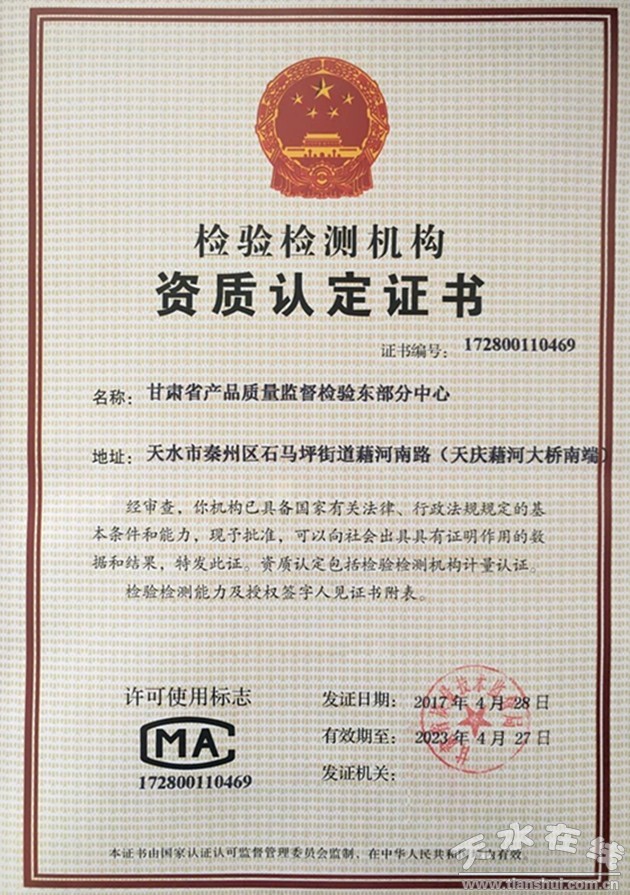 检验检测机构
资质认定证书
证书编号：172800110469
名称：甘肃省产品质量监督检验东部分中心
地址：天水市秦州区石马坪街道藉河南路（天庆藉河大桥南端）
经审查，你机构已具备国家有关法律、行政法规规定的基
本条件和能力，现予批准，可以向社会出具具有证明作用的数
据和结果，特发此证。资质认定包括检验检测机构计量认证。
检验检测能力及授权签字人见证书附表。
许可使用标志
MA
172800110469
发证日期：2017年4月28日
有效期至：2023年4月27日
发证机关：
甘肃省质量技术监督局
本证书由国家认证认可监督管理委员会监制，在中华人民共和国境内有效。
天水在线
www.tianshui.com.cn